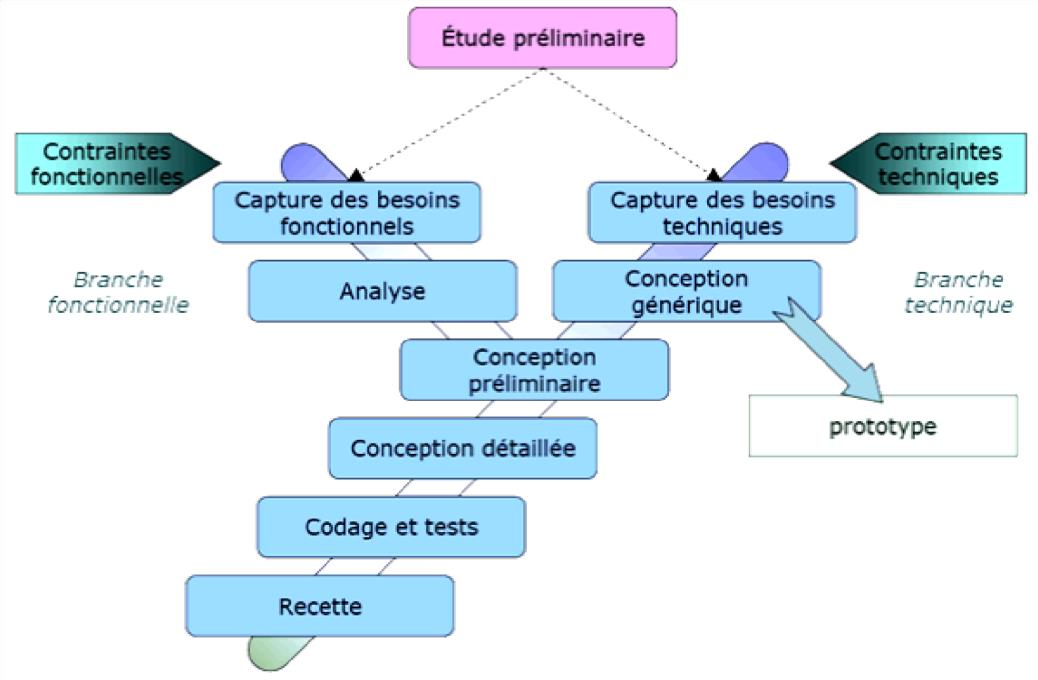 Étude préliminaire
Contraintes
fonctionnelles
Contraintes
techniques
Capture des besoins
fonctionnels
Capture des besoins
techniques
Branche
fonctionnelle
Analyse
Conception
générique
Branche
technique
Conception
préliminaire
prototype
Conception détaillée
Codage et tests
Recette